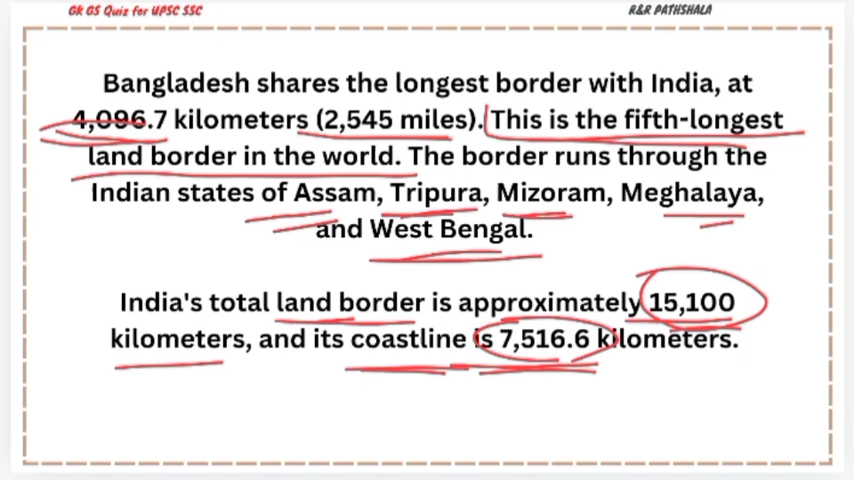 GK GS Quiz for UPSC SSC
R&R PATHSHALA
Bangladesh shares the longest border with India, at
4,096.7 kilometers (2,545 miles). This is the fifth-longest
land border in the world. The border runs through the
Indian states of Assam, Tripura, Mizoram, Meghalaya,
and West Bengal.
India's total land border is approximately 15,100
kilometers, and its coastline is 7,516.6 kilometers.